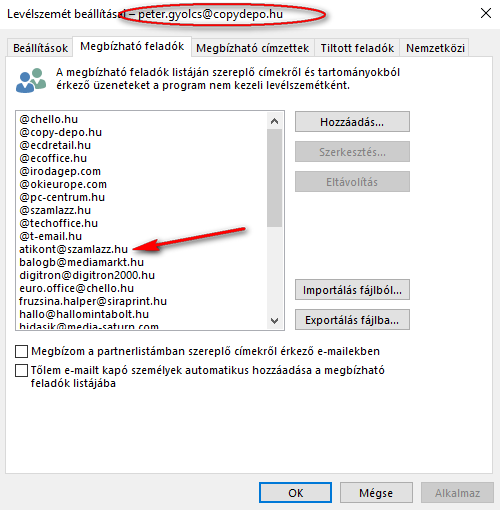 Levélszemét beállításai – peter.gyolcs@copydepo.hu
Beállítások Megbízható feladók Megbízható címzettek Tiltott feladók Nemzetközi
A megbízható feladók listáján szereplő címekről és tartományokból
érkező üzeneteket a program nem kezeli levélszemétként.
@chello.hu
@copy-depo.hu
@ecdretail.hu
@ecoffice.hu
@irodagep.com
@okieurope.com
@pc-centrum.hu
@szamlazz.hu
@techoffice.hu
@t-email.hu
atikont@szamlazz.hu
balogb@mediamarkt.hu
digitron@digitron2000.hu
euro.office@chello.hu
fruzsina.halper@siraprint.hu
hallo@hallomintabolt.hu
hidasik@media-saturn.com
Hozzáadás...
Szerkesztés...
Eltávolítás
Importálás fájlból...
Exportálás fájlba...
Megbízom a partnerlistámban szereplő címekről érkező e-mailekben
Tőlem e-mailt kapó személyek automatikus hozzáadása a megbízható
feladók listájába
OK Mégse Alkalmaz